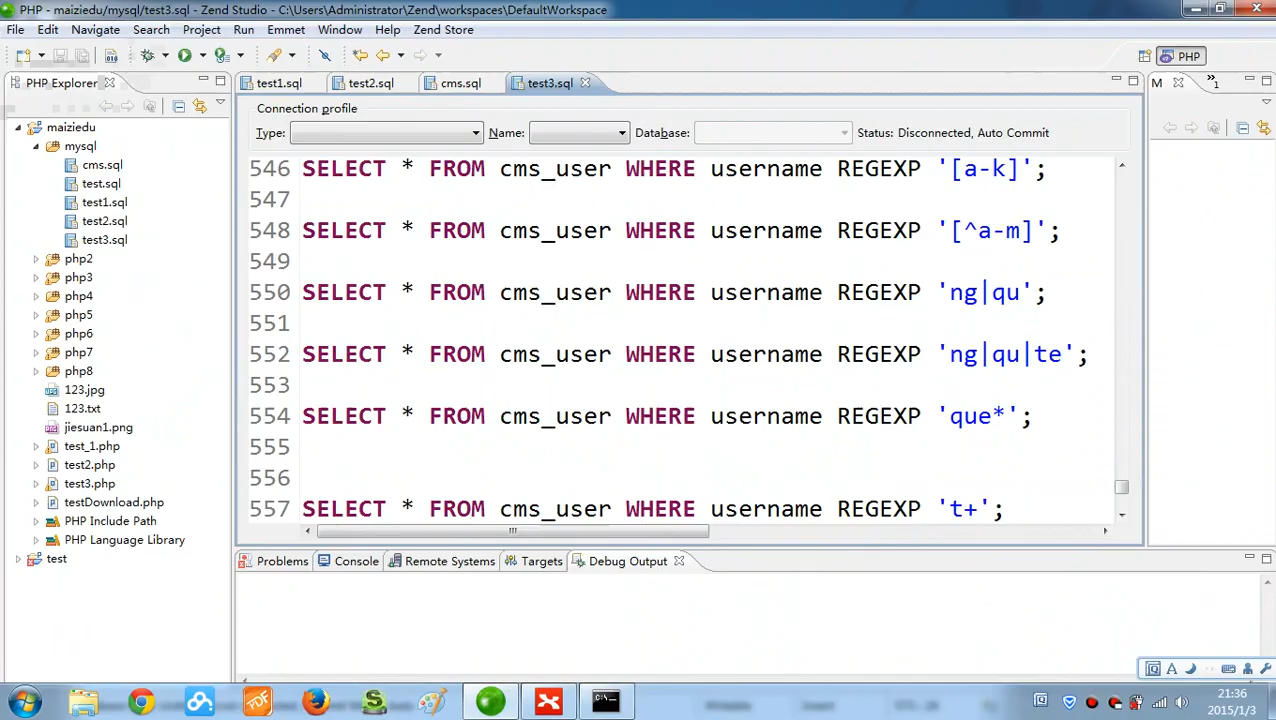 PHP - maiziedu/mysql/test3.sql - Zend Studio - C:\Users\Administrator\Zend\workspaces\DefaultWorkspace
File Edit Navigate Search Project Run Emmet Window Help Zend Store
PHP
PHP Explorer
test1.sql test2.sql cms.sql test3.sql
M
1
Connection profile
Type: Name: Database: Status: Disconnected, Auto Commit
maiziedu
mysql
cms.sql
test.sql
test1.sql
test2.sql
test3.sql
php2
php3
php4
php5
php6
php7
php8
123.jpg
123.txt
jiesuan1.png
test_1.php
test2.php
test3.php
testDownload.php
PHP Include Path
PHP Language Library
test
546 SELECT * FROM cms_user WHERE username REGEXP '[a-k]';
547
548 SELECT * FROM cms_user WHERE username REGEXP '[^a-m]';
549
550 SELECT * FROM cms_user WHERE username REGEXP 'ng|qu';
551
552 SELECT * FROM cms_user WHERE username REGEXP 'ng|qu|te';
553
554 SELECT * FROM cms_user WHERE username REGEXP 'que*';
555
556
557 SELECT * FROM cms_user WHERE username REGEXP 't+';
Problems Console Remote Systems Targets Debug Output
21:36
2015/1/3